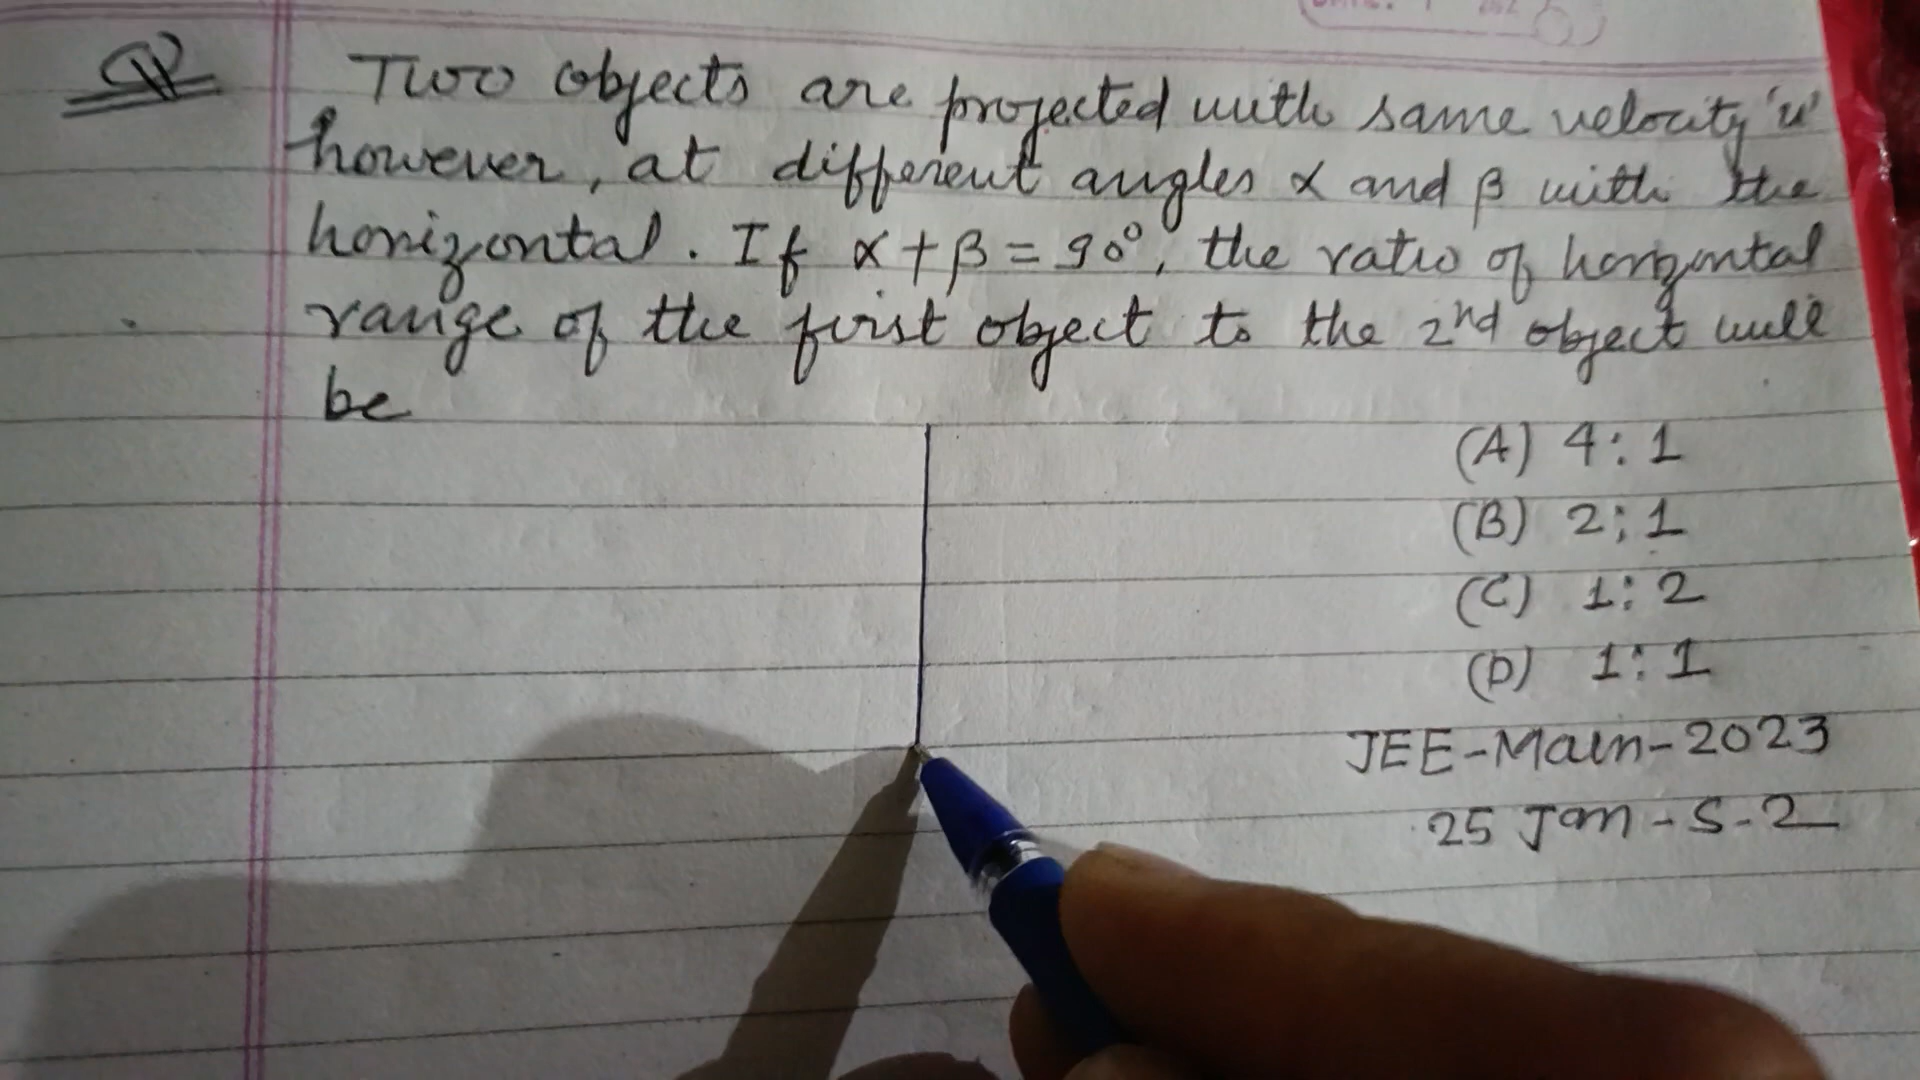 Q
Two objects are projected with same velocity 'u'
however, at different angles α and β with the
horizontal. If α + β = 90°, the ratio of horizontal
range of the first object to the 2nd object will
be
(A) 4:1
(B) 2:1
(C) 1:2
(D) 1:1
JEE-Main-2023
25 Jan-S-2